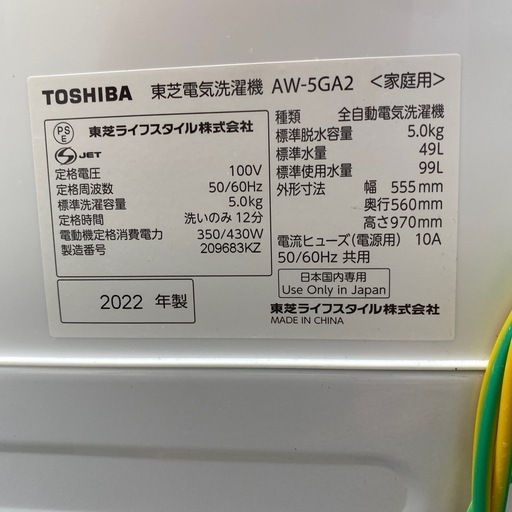 TOSHIBA 東芝電気洗濯機 AW-5GA2 <家庭用>
PS
E
東芝ライフスタイル株式会社
S JET
定格電圧 100V
定格周波数 50/60Hz
標準洗濯容量 5.0kg
定格時間 洗いのみ 12分
電動機定格消費電力 350/430W
製造番号 209683KZ
2022 年製
種類 全自動電気洗濯機
標準脱水容量 5.0kg
標準水量 49L
標準使用水量 99L
外形寸法 幅 555mm
奥行560mm
高さ970mm
電流ヒューズ(電源用) 10A
50/60Hz 共用
日本国内専用
Use Only in Japan
東芝ライフスタイル株式会社
MADE IN CHINA